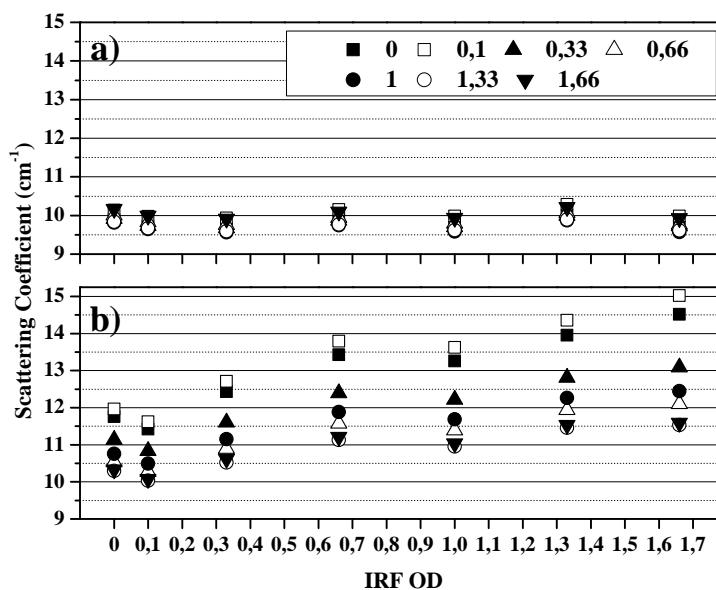 a)
0 0,1 0,33 0,66
1 1,33 1,66
15
14
13
12
11
10
9
Scattering Coefficient (cm⁻¹)
b)
15
14
13
12
11
10
9
0 0,1 0,2 0,3 0,4 0,5 0,6 0,7 0,8 0,9 1,0 1,1 1,2 1,3 1,4 1,5 1,6 1,7
IRF OD